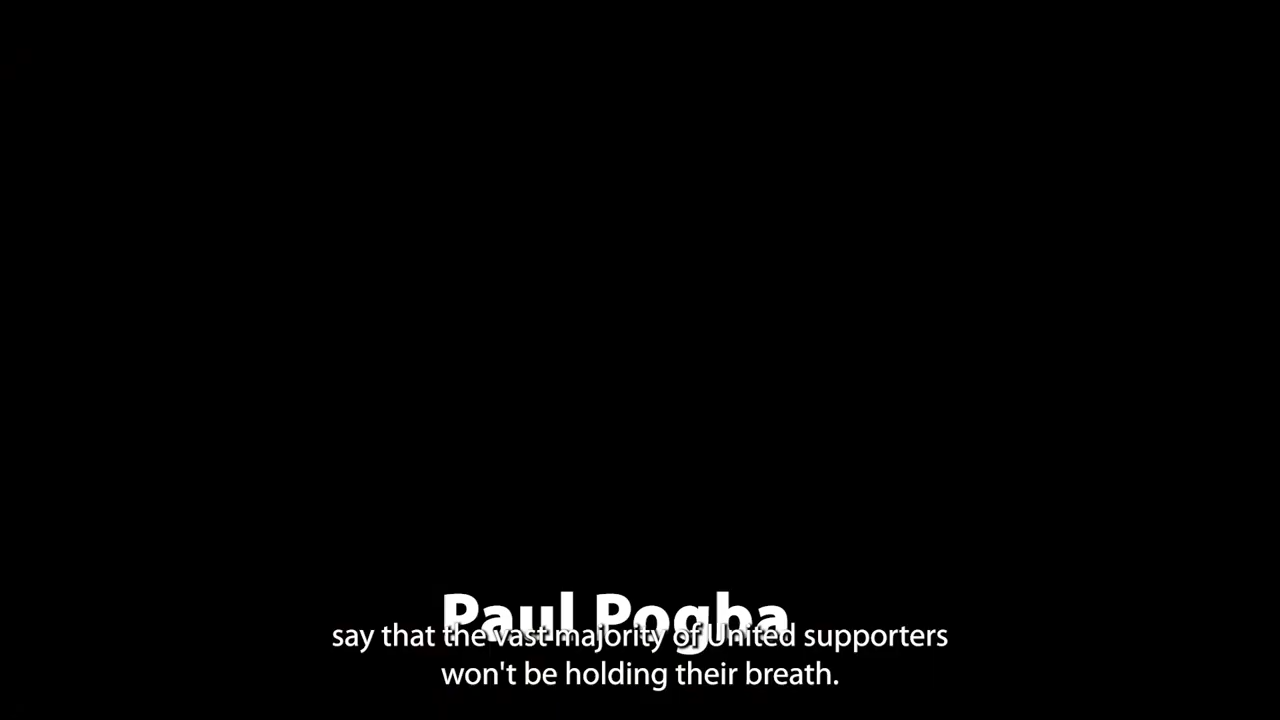 Paul Pogba
say that the vast majority of United supporters
won't be holding their breath.